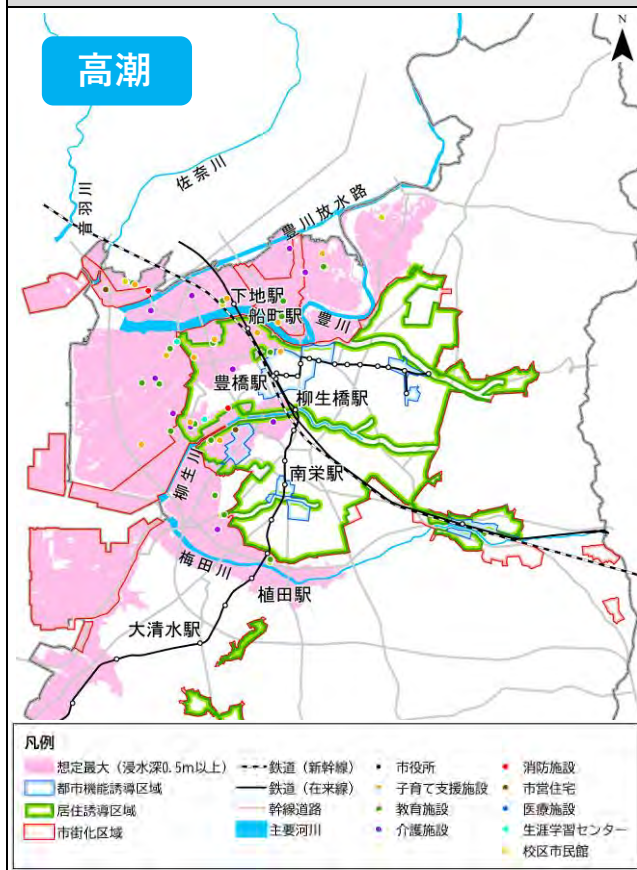 高潮
N
佐奈川
音羽川
豊川放水路
下地駅
船町駅
豊川
豊橋駅
柳生橋駅
柳生川
南栄駅
梅田川
植田駅
大清水駅
凡例
想定最大（浸水深0.5m以上）
都市機能誘導区域
居住誘導区域
市街化区域
鉄道（新幹線）
鉄道（在来線）
幹線道路
主要河川
市役所
子育て支援施設
教育施設
介護施設
消防施設
市営住宅
医療施設
生涯学習センター
校区市民館